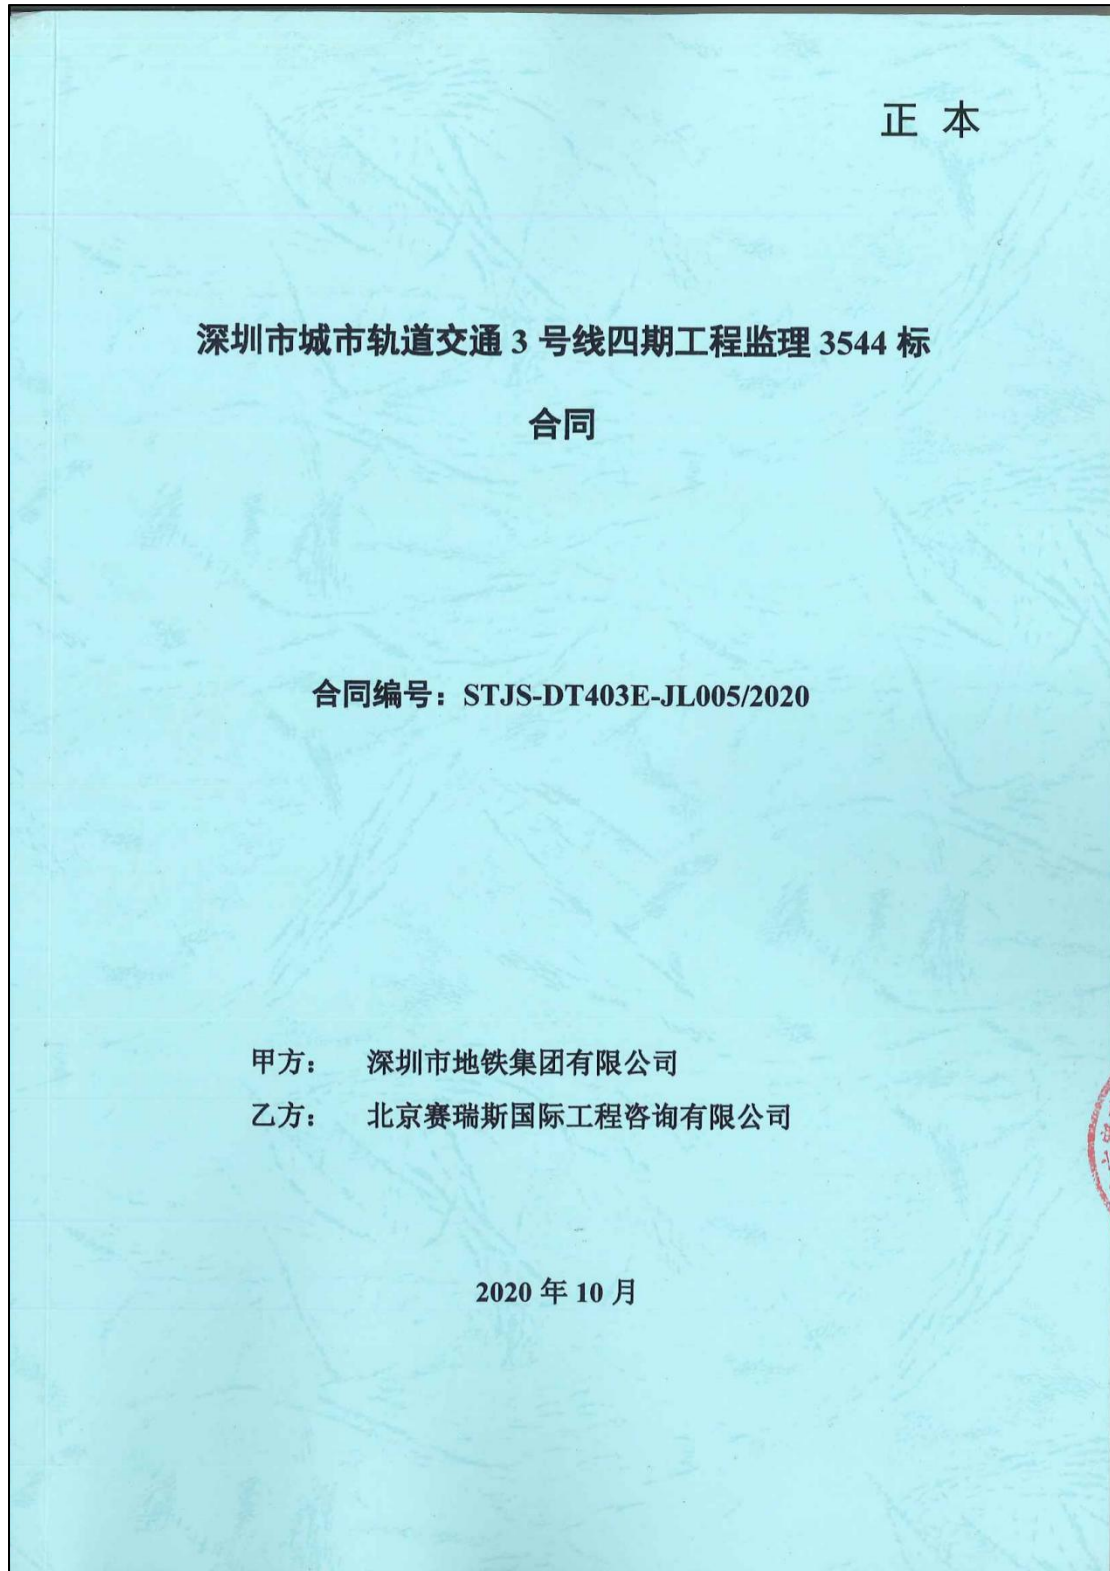 正 本
深圳市城市轨道交通 3 号线四期工程监理 3544 标
合同
合同编号：STJS-DT403E-JL005/2020
甲方： 深圳市地铁集团有限公司
乙方： 北京赛瑞斯国际工程咨询有限公司
2020 年 10 月